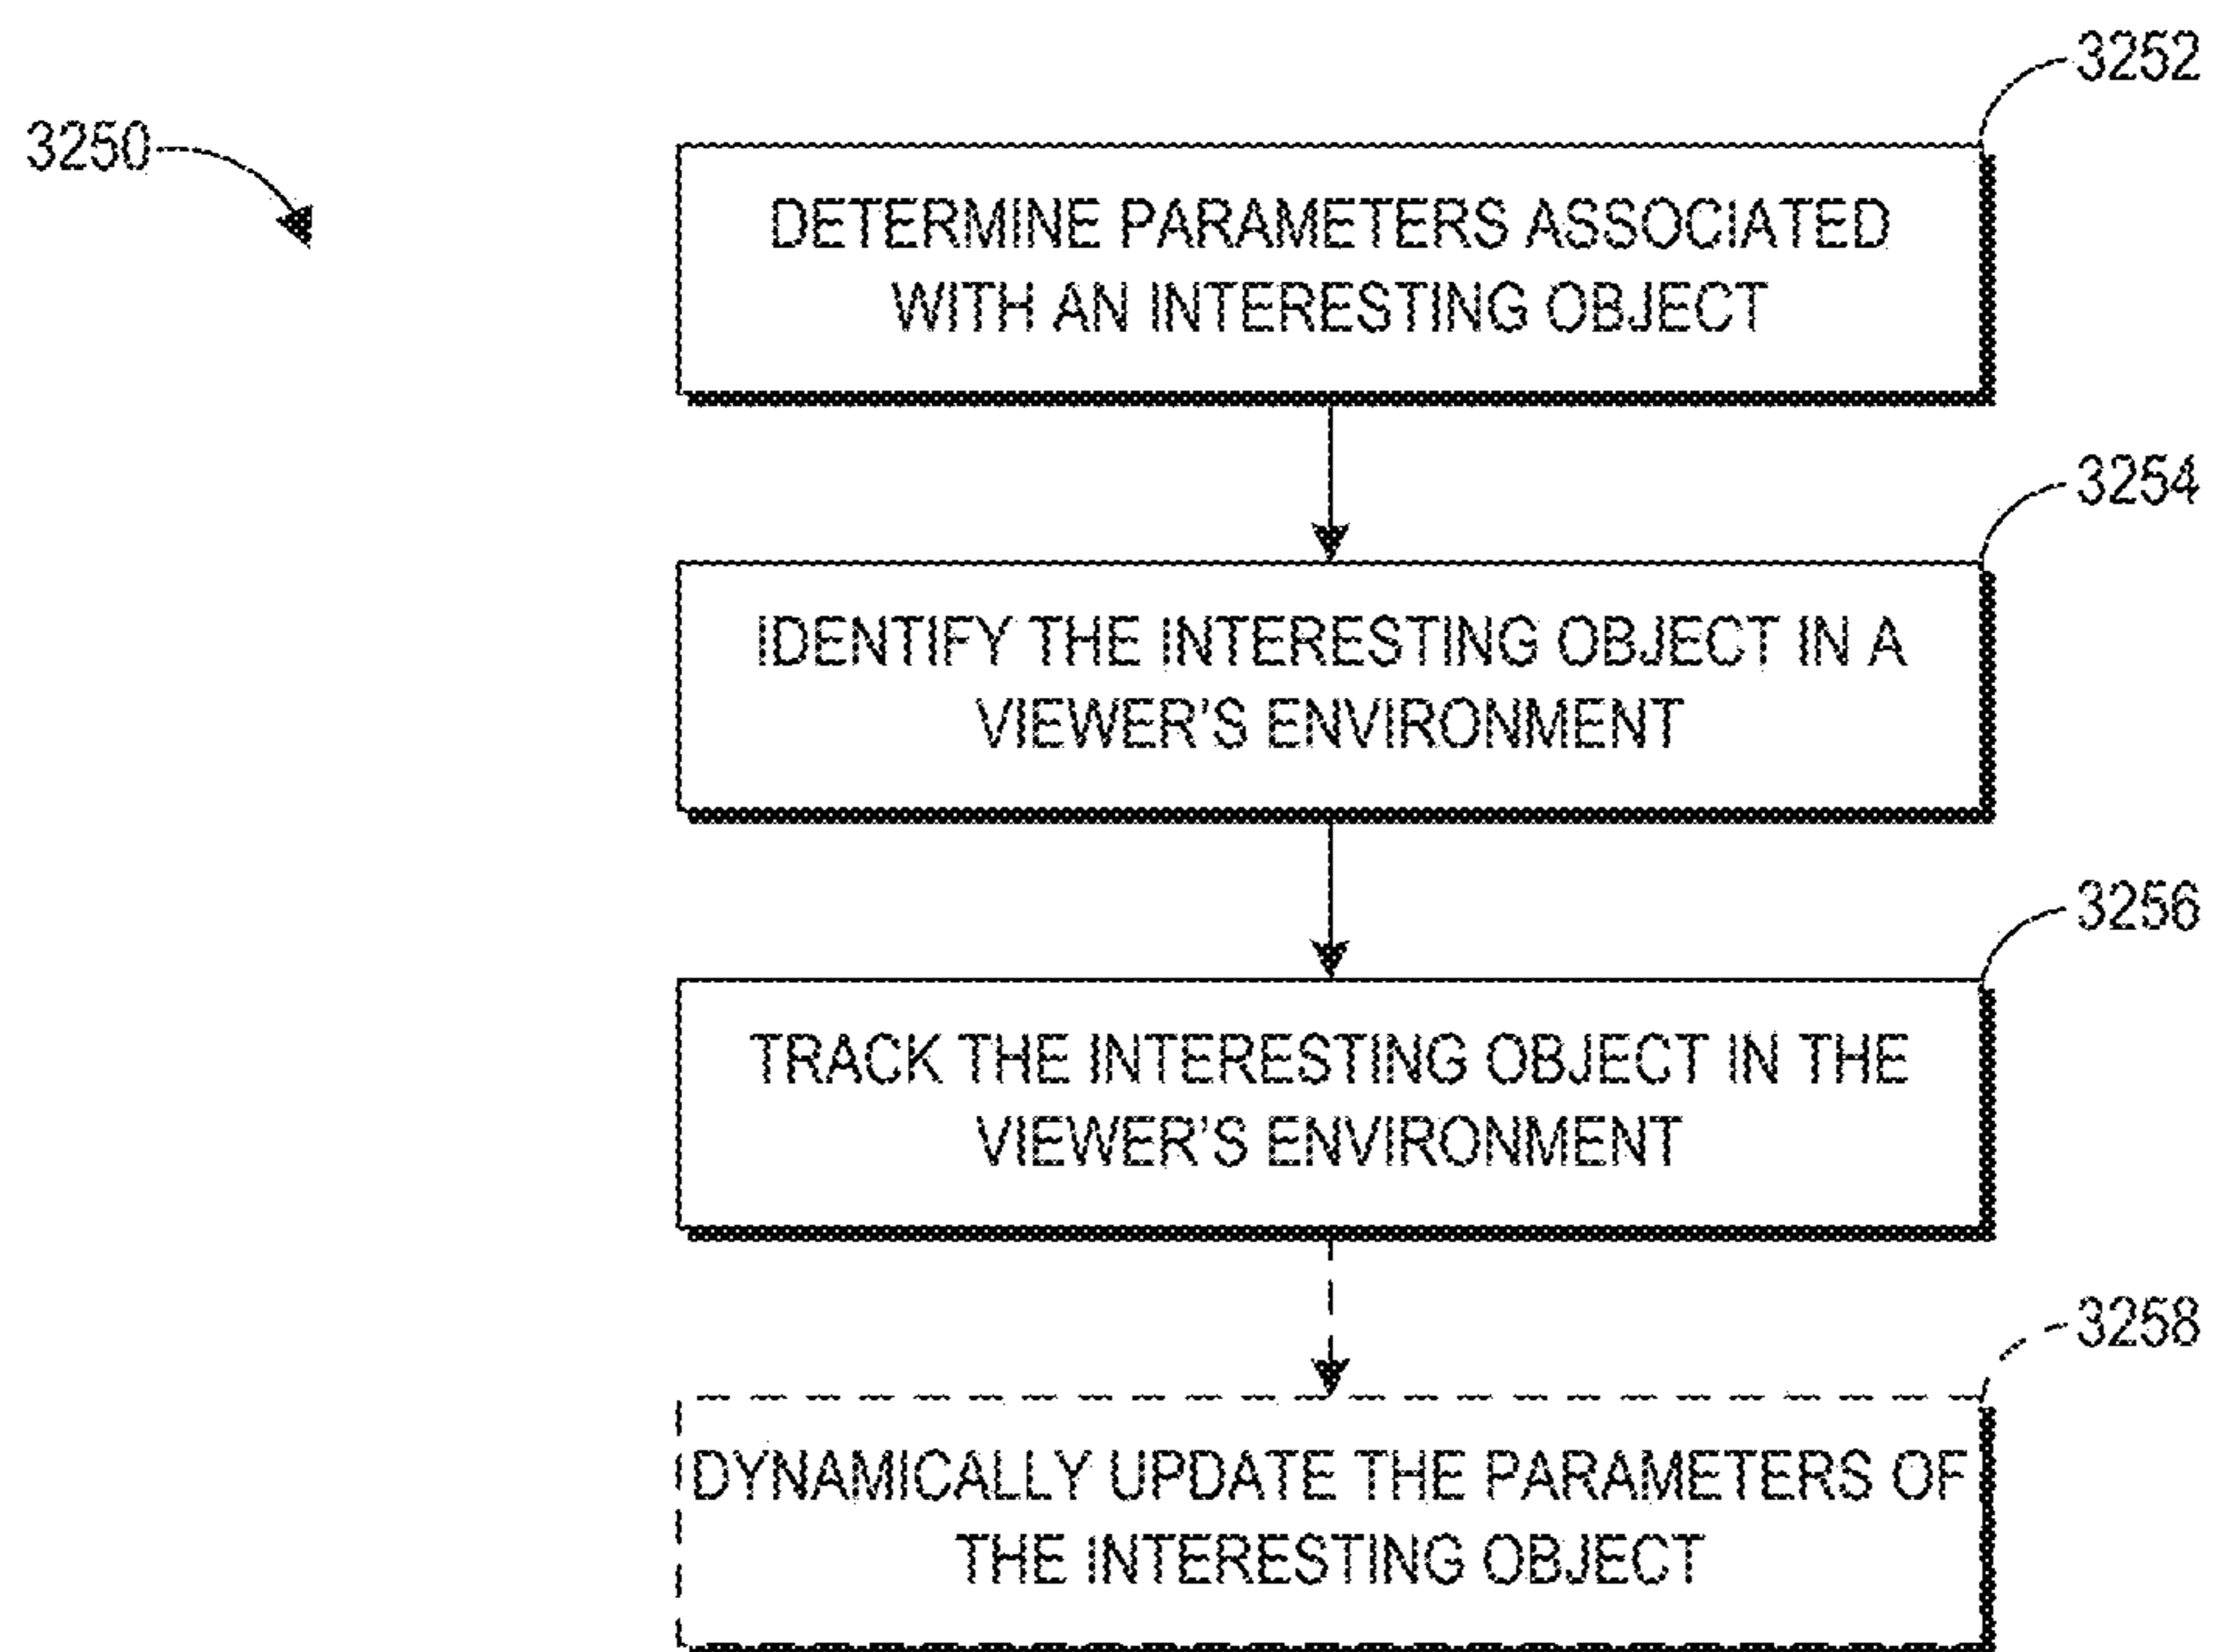 3252
3250
DETERMINE PARAMETERS ASSOCIATED
WITH AN INTERESTING OBJECT
3254
IDENTIFY THE INTERESTING OBJECT IN A
VIEWER'S ENVIRONMENT
3256
TRACK THE INTERESTING OBJECT IN THE
VIEWER'S ENVIRONMENT
3258
DYNAMICALLY UPDATE THE PARAMETERS OF
THE INTERESTING OBJECT